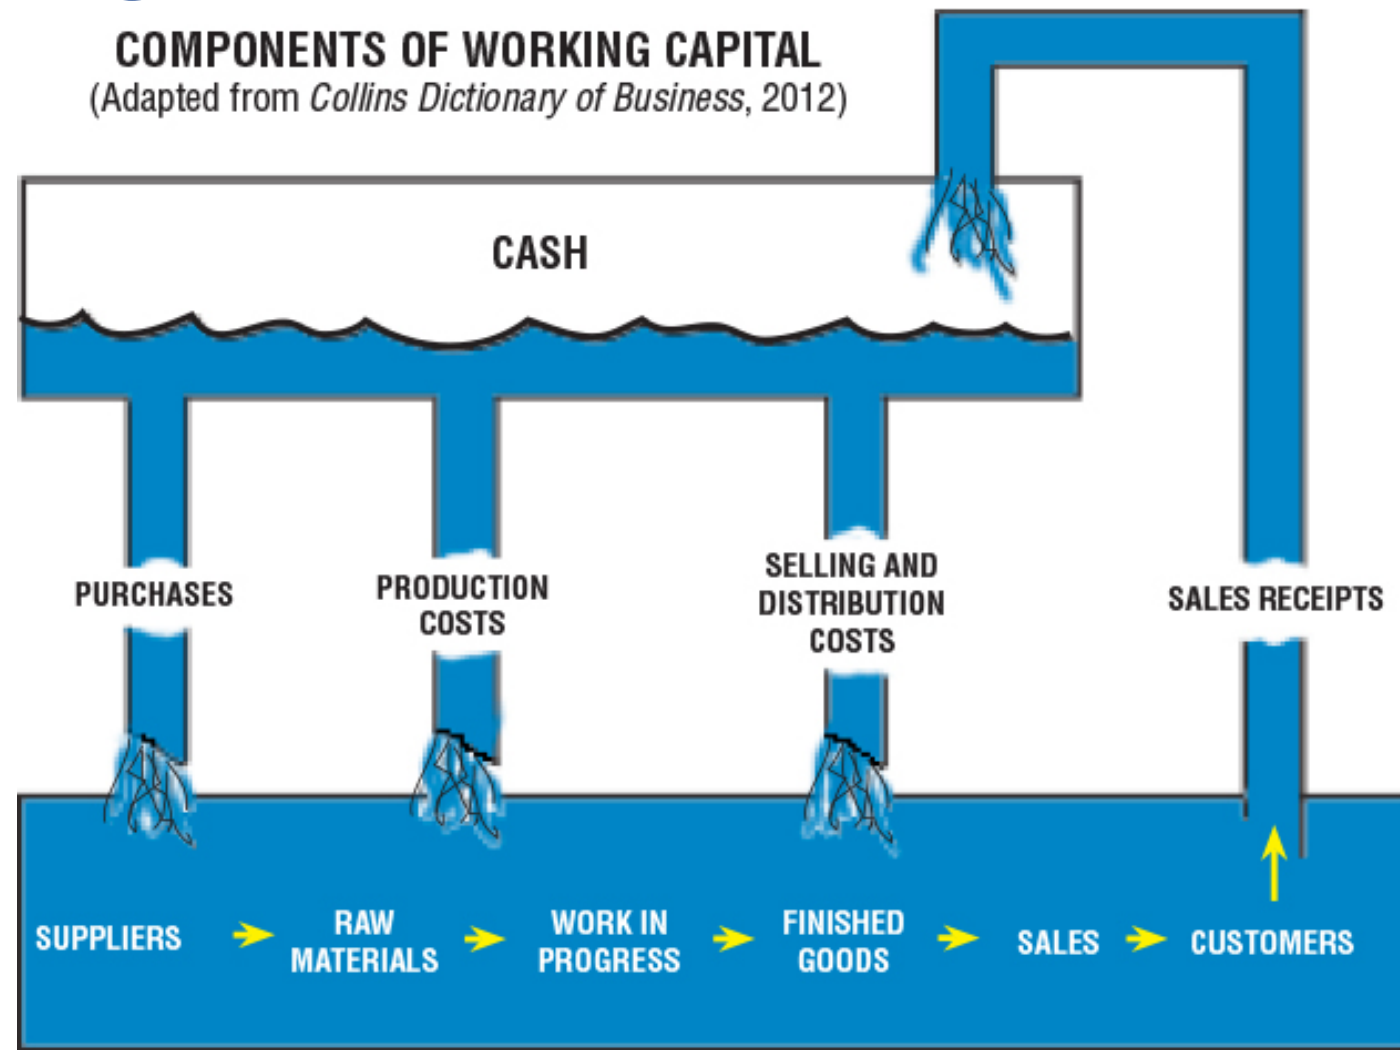 COMPONENTS OF WORKING CAPITAL
(Adapted from Collins Dictionary of Business, 2012)
CASH
PURCHASES
PRODUCTION
COSTS
SELLING AND
DISTRIBUTION
COSTS
SALES RECEIPTS
SUPPLIERS
RAW
MATERIALS
WORK IN
PROGRESS
FINISHED
GOODS
SALES
CUSTOMERS